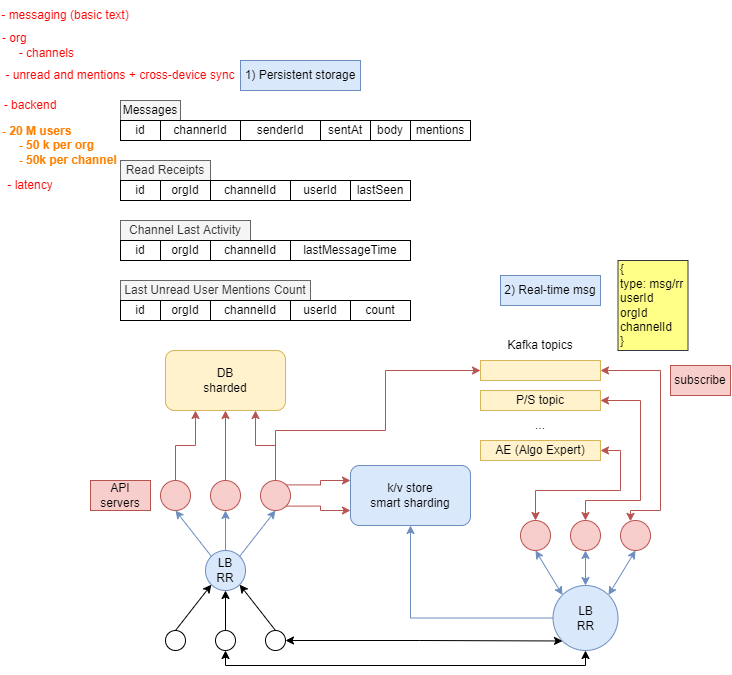 - messaging (basic text)
- org
- channels
- unread and mentions + cross-device sync
1) Persistent storage
- backend
- 20 M users
- 50 k per org
- 50k per channel
- latency
Messages
id channerId senderId sentAt body mentions
Read Receipts
id orgId channelId userId lastSeen
Channel Last Activity
id orgId channelId lastMessageTime
Last Unread User Mentions Count
id orgId channelId userId count
2) Real-time msg
{
type: msg/rr
userId
orgId
channelId
}
Kafka topics
subscribe
P/S topic
...
AE (Algo Expert)
DB
sharded
API
servers
k/v store
smart sharding
LB
RR
LB
RR